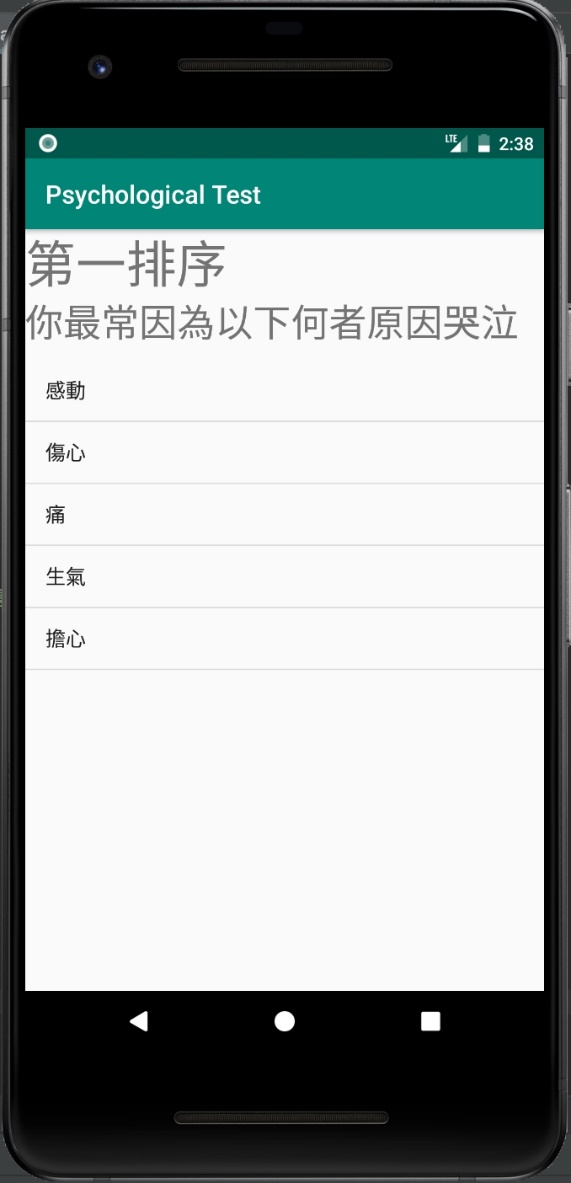 LTE 2:38
Psychological Test
第一排序
你最常因為以下何者原因哭泣
感動
傷心
痛
生氣
擔心